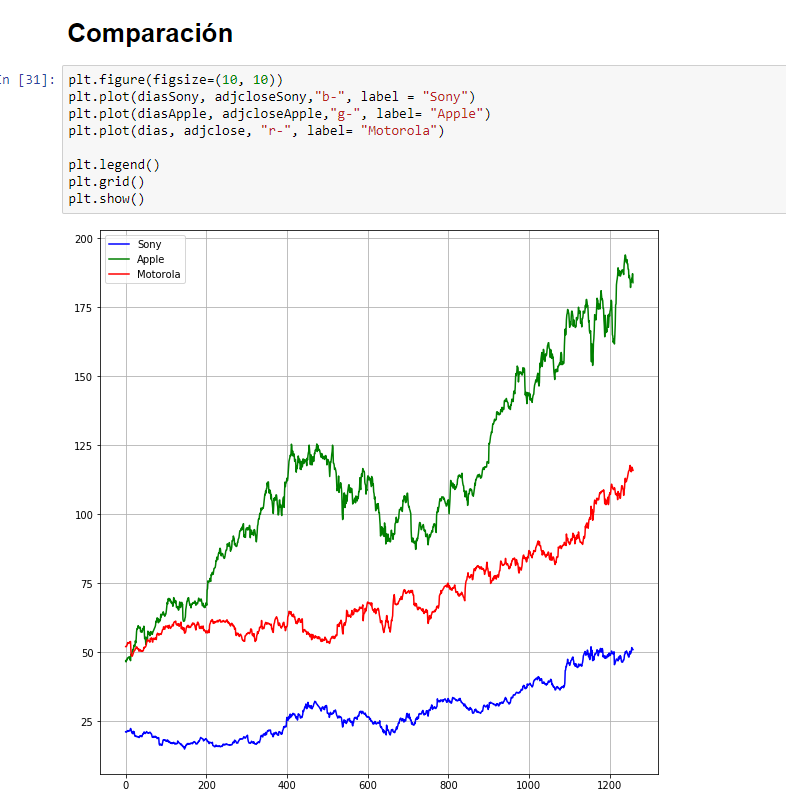 Comparación
n [31]:
plt.figure(figsize=(10, 10))
plt.plot(diasSony, adjcloseSony,"b-", label = "Sony")
plt.plot(diasApple, adjcloseApple,"g-", label= "Apple")
plt.plot(dias, adjclose, "r-", label= "Motorola")
plt.legend()
plt.grid()
plt.show()
Sony
Apple
Motorola
200
175
150
125
100
75
50
25
0
200
400
600
800
1000
1200